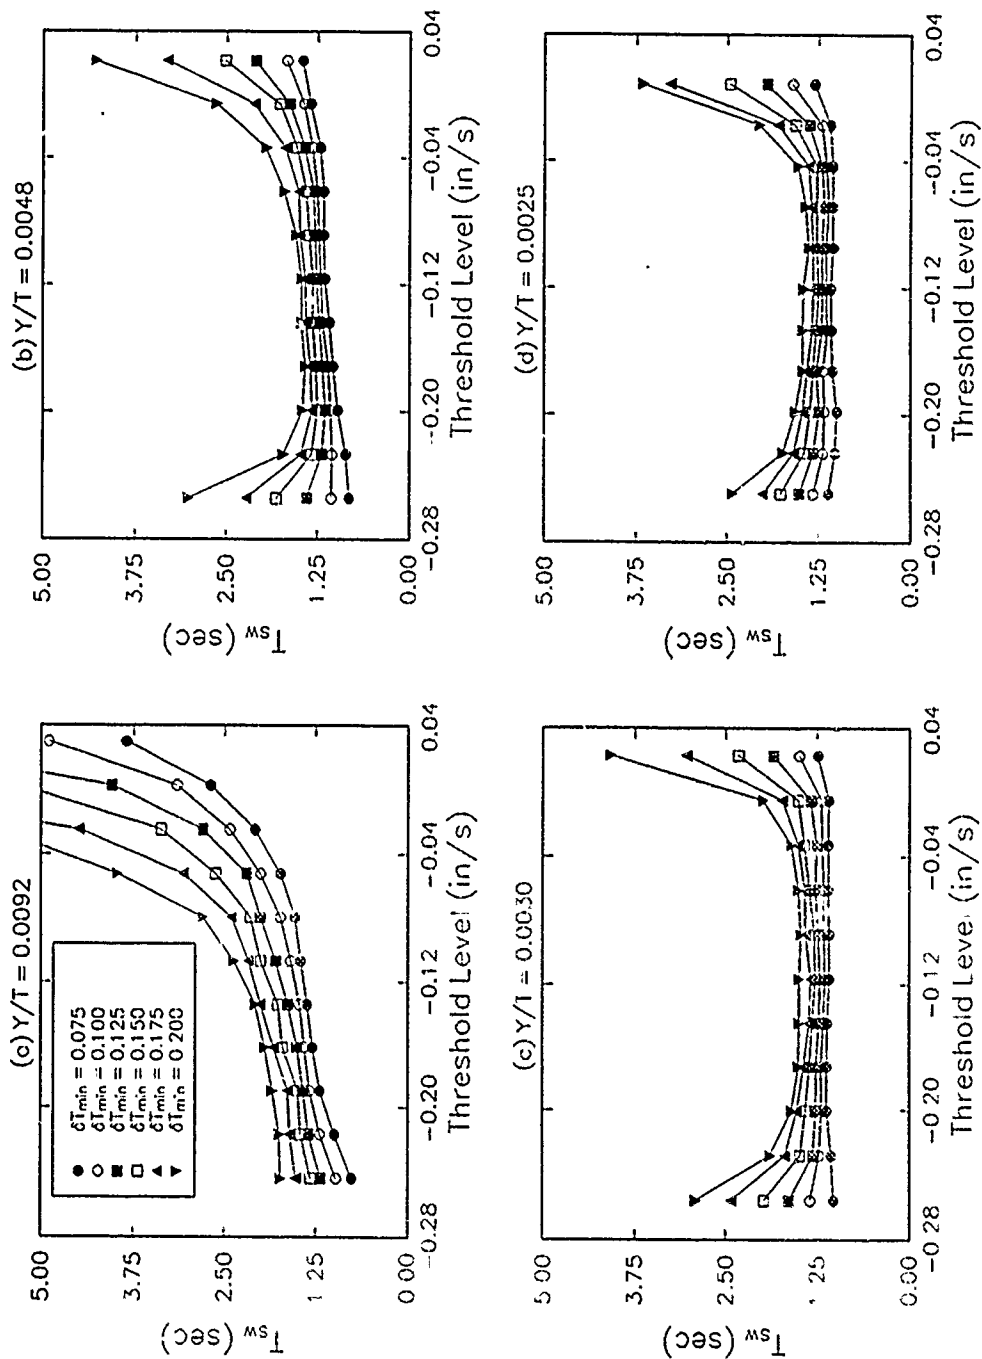 (c) Y/T = 0.0092
5.00
3.75
2.50
1.25
0.00
T_sw (sec)
-0.28
-0.20
-0.12
-0.04
0.04
Threshold Level (in/s)
δT_min = 0.075
δT_min = 0.100
δT_min = 0.125
δT_min = 0.150
δT_min = 0.175
δT_min = 0.200
(b) Y/T = 0.0048
5.00
3.75
2.50
1.25
0.00
T_sw (sec)
-0.28
-0.20
-0.12
-0.04
0.04
Threshold Level (in/s)
(c) Y/T = 0.0030
5.00
3.75
2.50
1.25
0.00
T_sw (sec)
-0.28
-0.20
-0.12
-0.04
0.04
Threshold Level (in/s)
(d) Y/T = 0.0025
5.00
3.75
2.50
1.25
0.00
T_sw (sec)
-0.28
-0.20
-0.12
-0.04
0.04
Threshold Level (in/s)